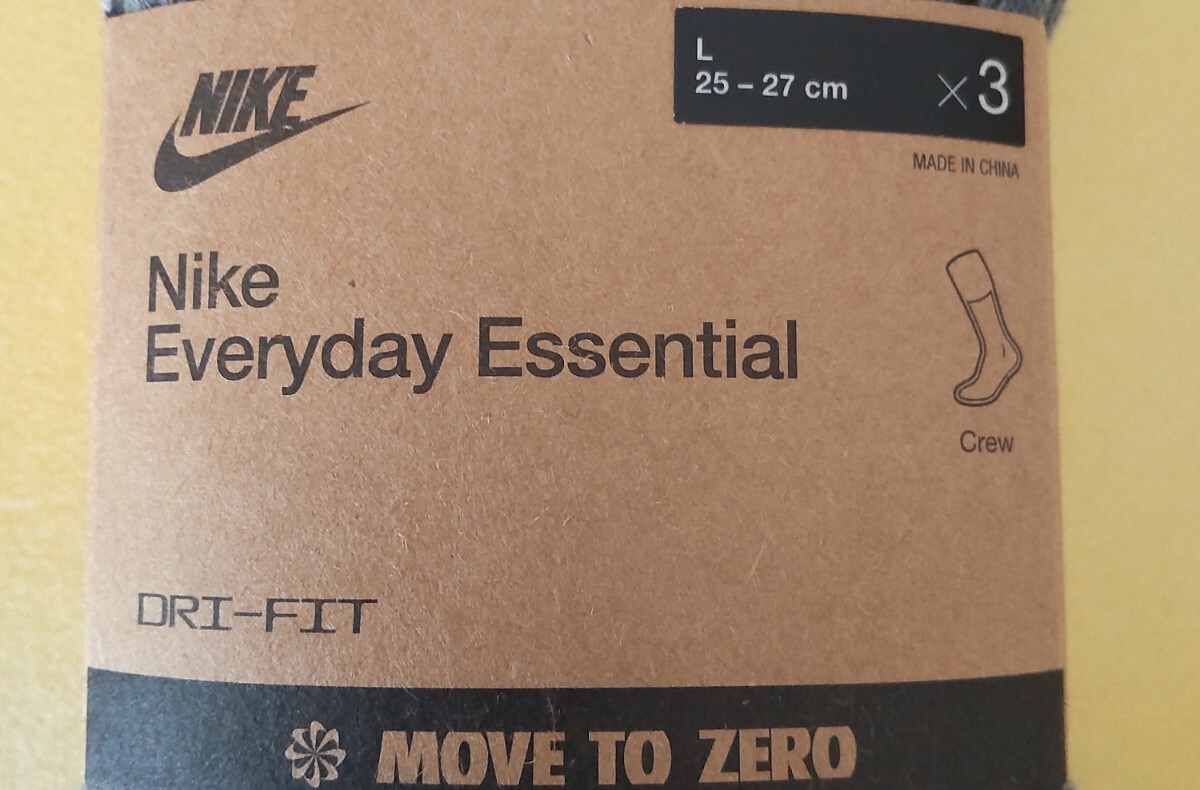 NIKE
L
25 – 27 cm
×3
MADE IN CHINA
Nike
Everyday Essential
Crew
DRI-FIT
MOVE TO ZERO